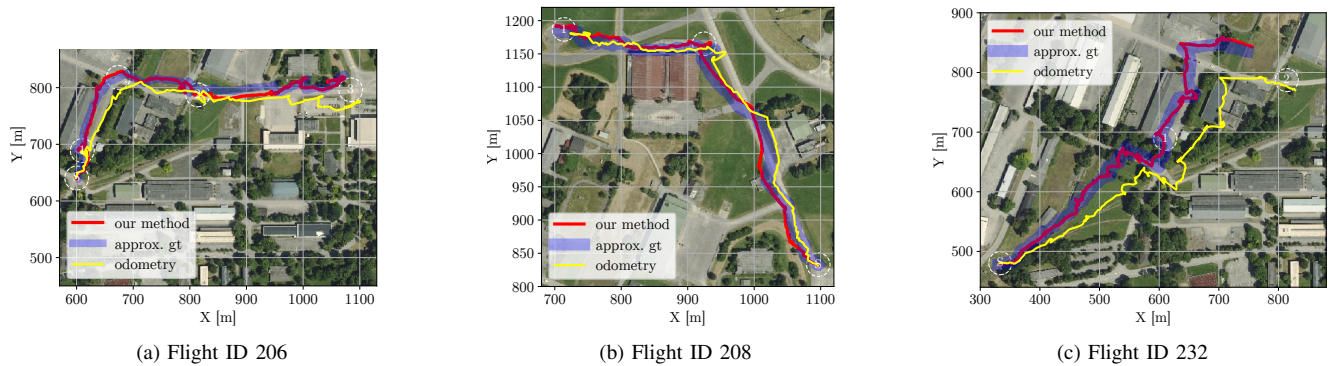 800
700
600
500
Y [m]
our method
approx. gt
odometry
600 700 800 900 1000 1100
X [m]
(a) Flight ID 206
1200
1150
1100
1050
1000
950
900
850
800
Y [m]
1
our method
approx. gt
odometry
700 800 900 1000 1100
X [m]
(b) Flight ID 208
900
800
700
600
500
Y [m]
our method
approx. gt
odometry
2
1
300 400 500 600 700 800
X [m]
(c) Flight ID 232